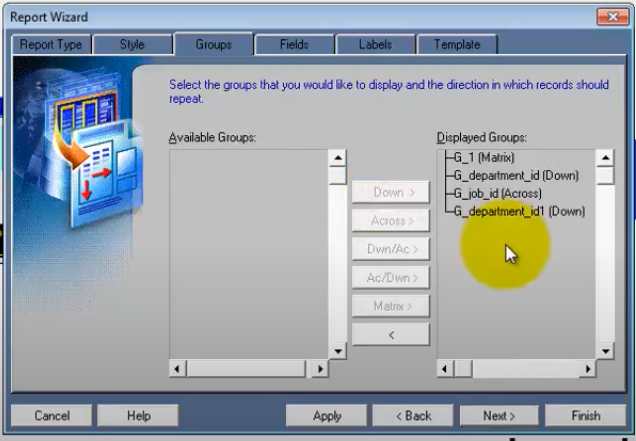 Report Wizard
Report Type
Style
Groups
Fields
Labels
Template
Select the groups that you would like to display and the direction in which records should
repeat.
Available Groups:
Displayed Groups:
G_1 (Matrix)
G_department_id (Down)
G_job_id (Across)
G_department_id1 (Down)
Down >
Across >
Dwn/Ac >
Ac/Dwn >
Matrix >
<
Cancel
Help
Apply
< Back
Next >
Finish